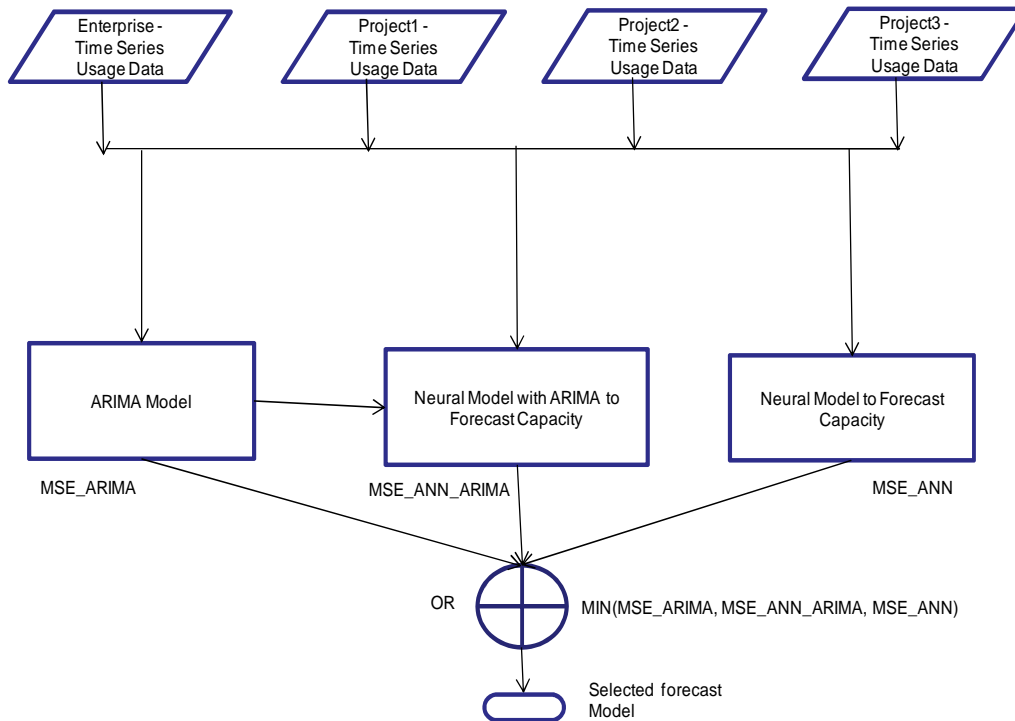 Enterprise -
Time Series
Usage Data
Project1 -
Time Series
Usage Data
Project2 -
Time Series
Usage Data
Project3 -
Time Series
Usage Data
ARIMA Model
Neural Model with ARIMA to
Forecast Capacity
Neural Model to Forecast
Capacity
MSE_ARIMA
MSE_ANN_ARIMA
MSE_ANN
OR
MIN(MSE_ARIMA, MSE_ANN_ARIMA, MSE_ANN)
Selected forecast
Model